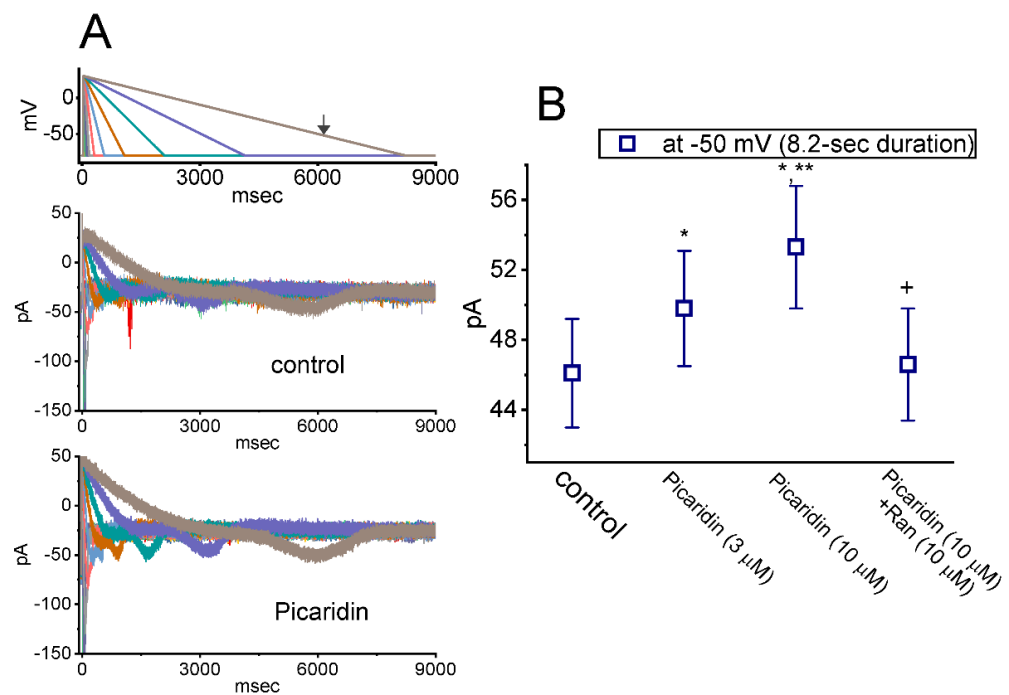 A
0
-50
mV
0
3000
6000
9000
msec
50
0
-50
-100
-150
pA
control
0
3000
6000
9000
msec
50
0
-50
-100
-150
pA
Picaridin
0
3000
6000
9000
msec
B
at -50 mV (8.2-sec duration)
56
52
48
44
pA
*
*,**
+
control
Picaridin (3 μM)
Picaridin (10 μM)
Picaridin (10 μM)
+Ran (10 μM)